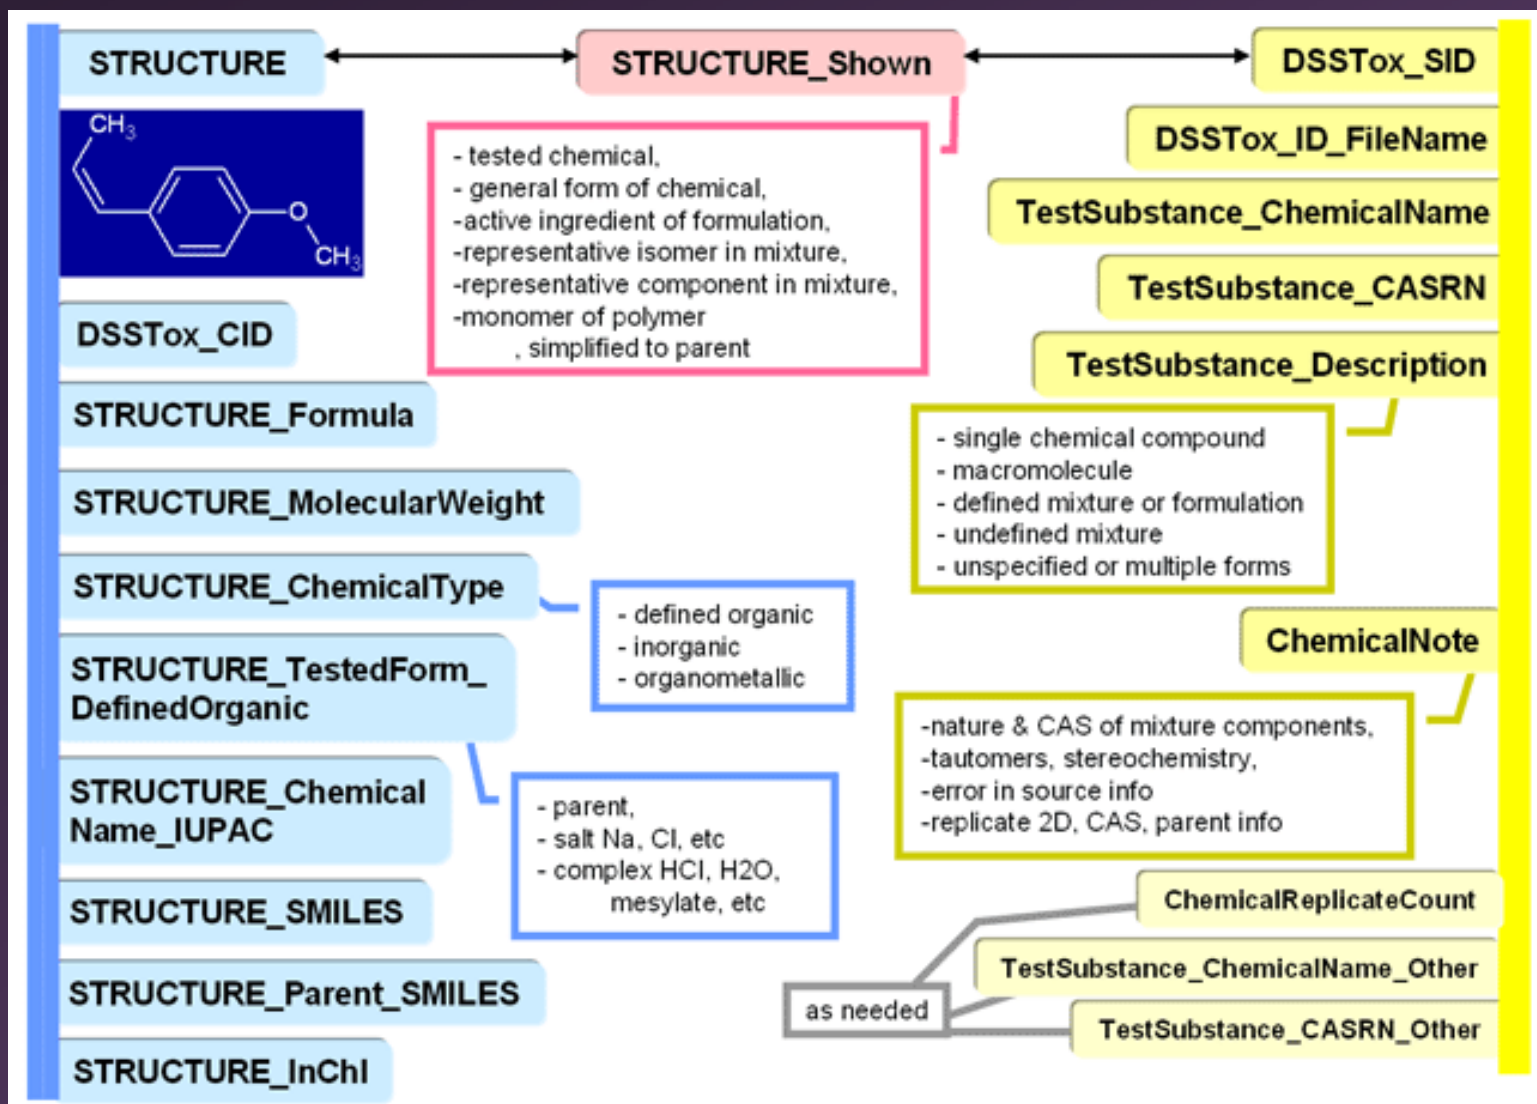 STRUCTURE
STRUCTURE_Shown
DSSTox_SID
CH3
O
CH3
- tested chemical,
- general form of chemical,
-active ingredient of formulation,
-representative isomer in mixture,
-representative component in mixture,
-monomer of polymer
, simplified to parent
DSSTox_ID_FileName
TestSubstance_ChemicalName
TestSubstance_CASRN
TestSubstance_Description
- single chemical compound
- macromolecule
- defined mixture or formulation
- undefined mixture
- unspecified or multiple forms
DSSTox_CID
STRUCTURE_Formula
STRUCTURE_MolecularWeight
STRUCTURE_ChemicalType
- defined organic
- inorganic
- organometallic
STRUCTURE_TestedForm_
DefinedOrganic
- parent,
- salt Na, Cl, etc
- complex HCl, H2O,
mesylate, etc
STRUCTURE_Chemical
Name_IUPAC
STRUCTURE_SMILES
STRUCTURE_Parent_SMILES
STRUCTURE_InChI
ChemicalNote
-nature & CAS of mixture components,
-tautomers, stereochemistry,
-error in source info
-replicate 2D, CAS, parent info
as needed
ChemicalReplicateCount
TestSubstance_ChemicalName_Other
TestSubstance_CASRN_Other